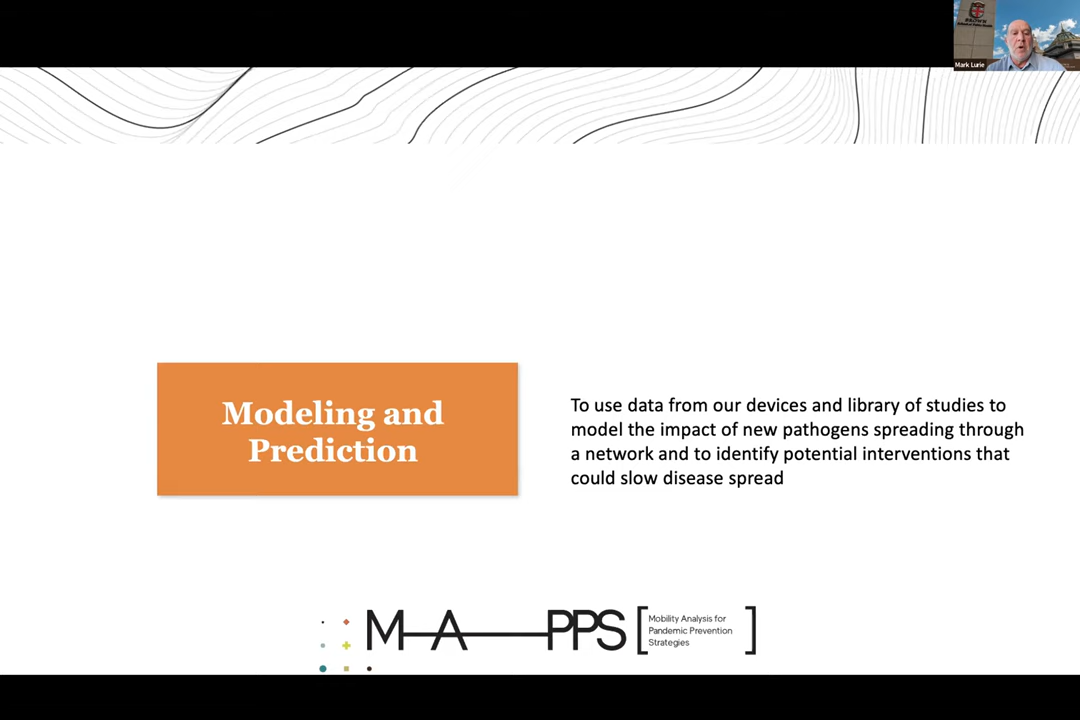 BROWN
Mark Lurie
Modeling and
Prediction
To use data from our devices and library of studies to
model the impact of new pathogens spreading through
a network and to identify potential interventions that
could slow disease spread
MAPPS
Mobility Analysis for
Pandemic Prevention
Strategies